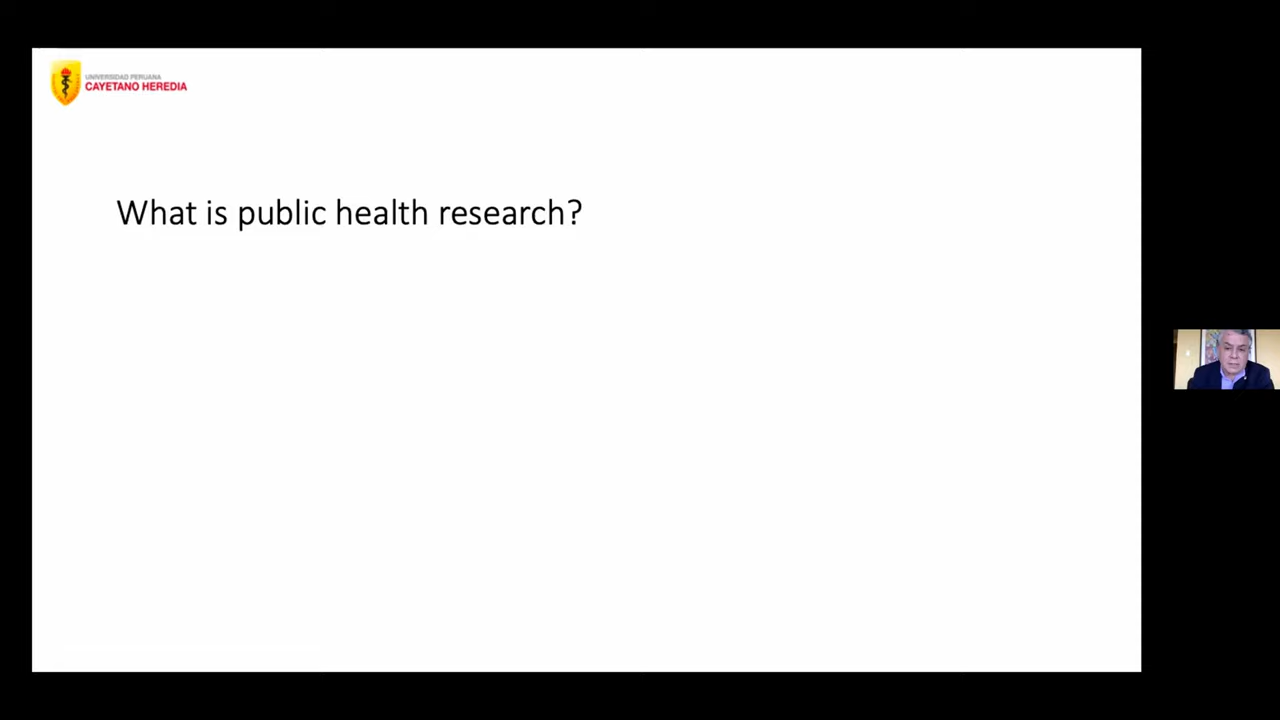 UNIVERSIDAD PERUANA
CAYETANO HEREDIA
What is public health research?